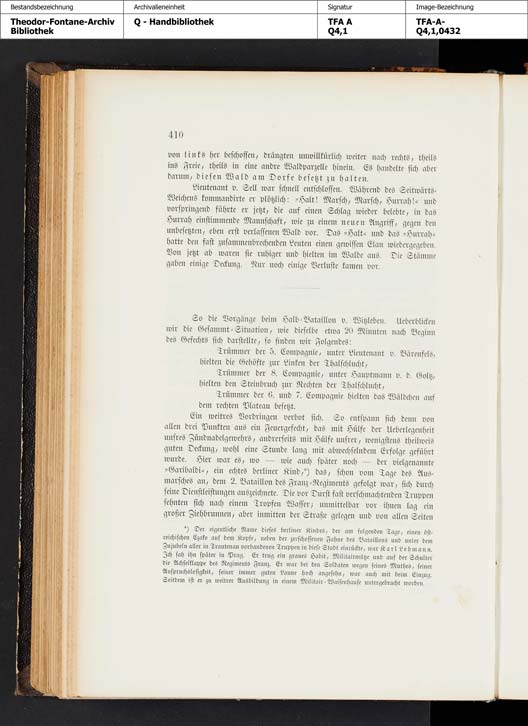 Bestandsbezeichnung
Archivalieneinheit
Signatur
Image-Bezeichnung
Theodor-Fontane-Archiv
Bibliothek
Q - Handbibliothek
TFA A
Q4,1
TFA-A-
Q4,1,0432
410
von links her beschossen, drängten unwillkürlich weiter nach rechts, theils
ins Freie, theils in eine andre Waldparzelle hinein. Es handelte sich aber
darum, diesen Wald am Dorfe besetzt zu halten.
Lieutenant v. Sell war schnell entschlossen. Während des Seitwärts-
Weichens kommandirte er plötzlich: »Halt! Marsch, Marsch, Hurrah!« und
vorspringend führte er jetzt, die auf einen Schlag wieder belebte, in das
Hurrah einstimmende Mannschaft, wie zu einem neuen Angriff, gegen den
unbesetzten, eben erst verlassenen Wald vor. Das »Halt« und das »Hurrah«
hatte den fast zusammenbrechenden Leuten einen gewissen Elan wiedergegeben.
Von jetzt ab waren sie ruhiger und hielten im Walde aus. Die Stämme
gaben einige Deckung. Nur noch einige Verluste kamen vor.
So die Vorgänge beim Halb-Bataillon v. Witzleben. Ueberblicken
wir die Gesammt-Situation, wie dieselbe etwa 20 Minuten nach Beginn
des Gefechts sich darstellte, so finden wir Folgendes:
Trümmer der 5. Compagnie, unter Lieutenant v. Bärenfels,
hielten die Gehöfte zur Linken der Thalschlucht,
Trümmer der 8. Compagnie, unter Hauptmann v. d. Goltz,
hielten den Steinbruch zur Rechten der Thalschlucht,
Trümmer der 6. und 7. Compagnie hielten das Wäldchen auf
dem rechten Plateau besetzt.
Ein weitres Vordringen verbot sich. So entspann sich denn von
allen drei Punkten aus ein Feuergefecht, das mit Hülfe der Ueberlegenheit
unsres Zündnadelgewehrs, andrerseits mit Hülfe unsrer, wenigstens theilweis
guten Deckung, wohl eine Stunde lang mit abwechselndem Erfolge geführt
wurde. Hier war es, wo — wie auch später noch — der vielgenannte
»Garibaldi«, ein echtes berliner Kind,*) das, schon vom Tage des Aus-
marsches an, dem 2. Bataillon des Franz-Regiments gefolgt war, sich durch
seine Dienstleistungen auszeichnete. Die vor Durst fast verschmachtenden Truppen
sehnten sich nach einem Tropfen Wasser; unmittelbar vor ihnen lag ein
großer Ziehbrunnen, aber inmitten der Straße gelegen und von allen Seiten
*) Der eigentliche Name dieses berliner Kindes, der am folgenden Tage, einen öst-
reichischen Czako auf dem Kopfe, neben der zerschossenen Fahne des Bataillons und unter dem
Zujubeln aller in Trautenau vorhandenen Truppen in diese Stadt einrückte, war Karl Lehmann.
Ich sah ihn später in Prag. Er trug ein graues Habit, Militairmütze und auf der Schulter
die Achselklappe des Regiments Franz. Er war bei den Soldaten wegen seines Muthes, seiner
Anspruchslosigkeit, seiner immer guten Laune hoch angesehn, war auch mit beim Einzug.
Seitdem ist er zu weitrer Ausbildung in einem Militair-Waisenhause untergebracht worden.